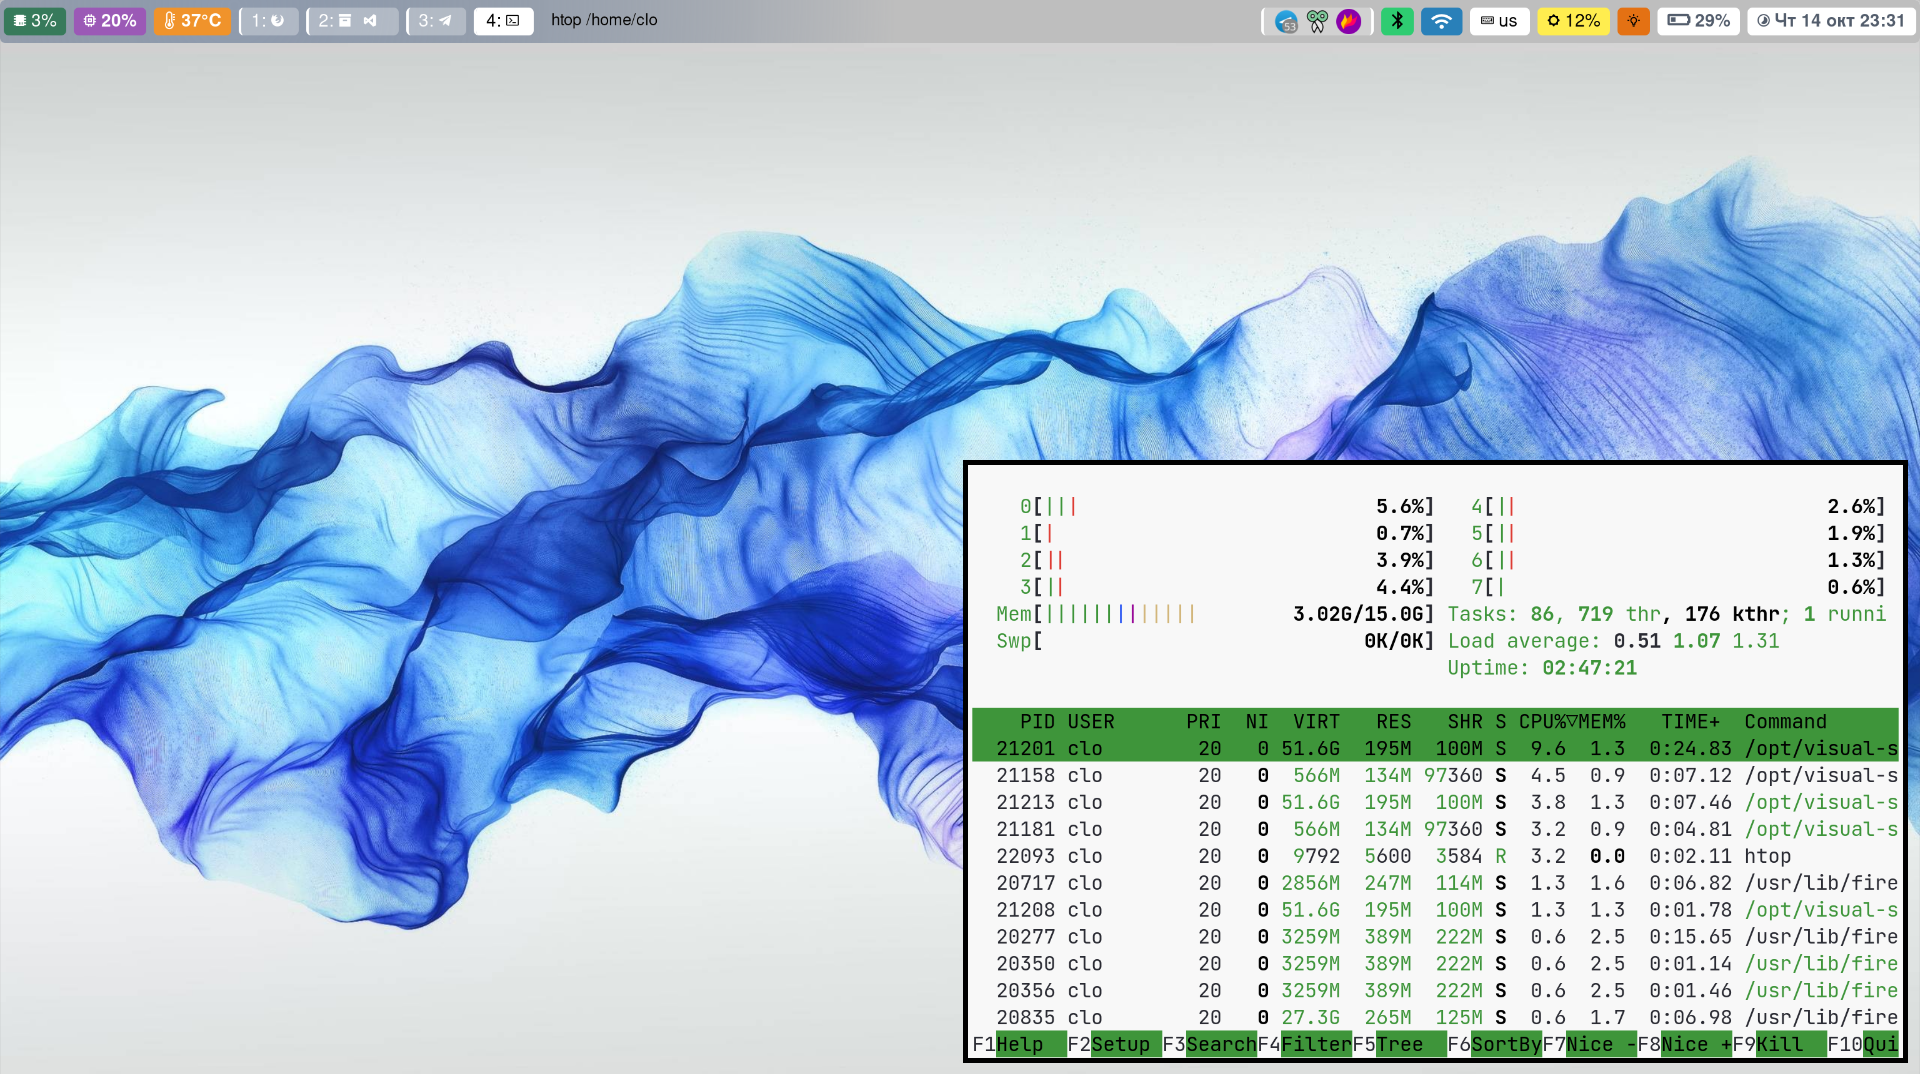 3% 20% 37°C 1: 2: 3: 4: htop /home/clo 53 us 12% 29% Чт 14 окт 23:31
0[||| 5.6%] 4[|| 2.6%]
1[| 0.7%] 5[|| 1.9%]
2[|| 3.9%] 6[|| 1.3%]
3[|| 4.4%] 7[| 0.6%]
Mem[||||||||||||| 3.02G/15.0G] Tasks: 86, 719 thr, 176 kthr; 1 runni
Swp[ 0K/0K] Load average: 0.51 1.07 1.31
Uptime: 02:47:21
PID USER PRI NI VIRT RES SHR S CPU%▽MEM% TIME+ Command
21201 clo 20 0 51.6G 195M 100M S 9.6 1.3 0:24.83 /opt/visual-s
21158 clo 20 0 566M 134M 97360 S 4.5 0.9 0:07.12 /opt/visual-s
21213 clo 20 0 51.6G 195M 100M S 3.8 1.3 0:07.46 /opt/visual-s
21181 clo 20 0 566M 134M 97360 S 3.2 0.9 0:04.81 /opt/visual-s
22093 clo 20 0 9792 5600 3584 R 3.2 0.0 0:02.11 htop
20717 clo 20 0 2856M 247M 114M S 1.3 1.6 0:06.82 /usr/lib/fire
21208 clo 20 0 51.6G 195M 100M S 1.3 1.3 0:01.78 /opt/visual-s
20277 clo 20 0 3259M 389M 222M S 0.6 2.5 0:15.65 /usr/lib/fire
20350 clo 20 0 3259M 389M 222M S 0.6 2.5 0:01.14 /usr/lib/fire
20356 clo 20 0 3259M 389M 222M S 0.6 2.5 0:01.46 /usr/lib/fire
20835 clo 20 0 27.3G 265M 125M S 0.6 1.7 0:06.98 /usr/lib/fire
F1Help F2Setup F3SearchF4FilterF5Tree F6SortByF7Nice -F8Nice +F9Kill F10Qui